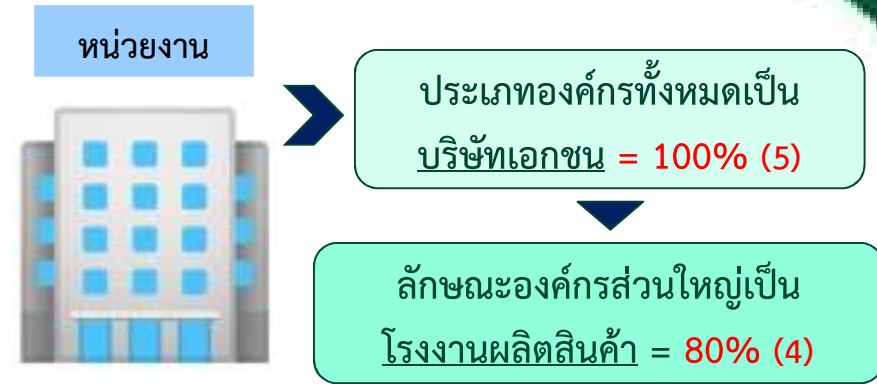 หน่วยงาน
ประเภทองค์กรทั้งหมดเป็น
บริษัทเอกชน = 100% (5)
ลักษณะองค์กรส่วนใหญ่เป็น
โรงงานผลิตสินค้า = 80% (4)